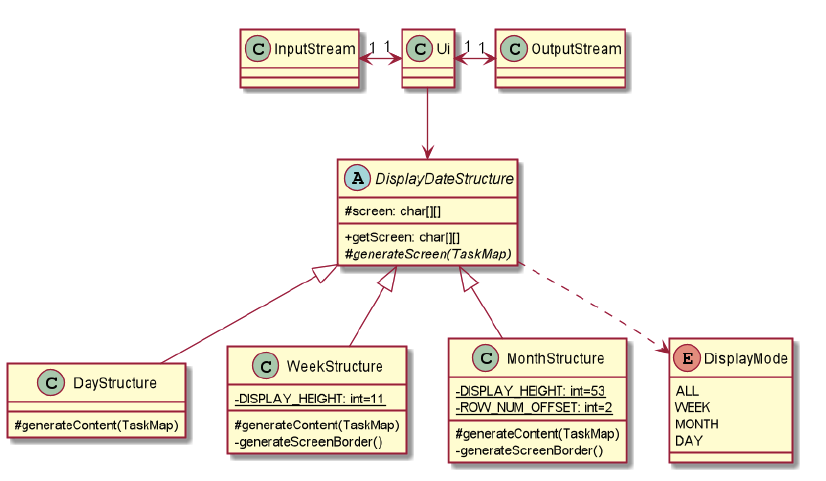 C InputStream 1 1 C Ui 1 1 C OutputStream
A DisplayDateStructure
#screen: char[][]
+getScreen: char[][]
#generateScreen(TaskMap)
C DayStructure
#generateContent(TaskMap)
C WeekStructure
-DISPLAY_HEIGHT: int=11
#generateContent(TaskMap)
-generateScreenBorder()
C MonthStructure
-DISPLAY_HEIGHT: int=53
-ROW_NUM_OFFSET: int=2
#generateContent(TaskMap)
-generateScreenBorder()
E DisplayMode
ALL
WEEK
MONTH
DAY